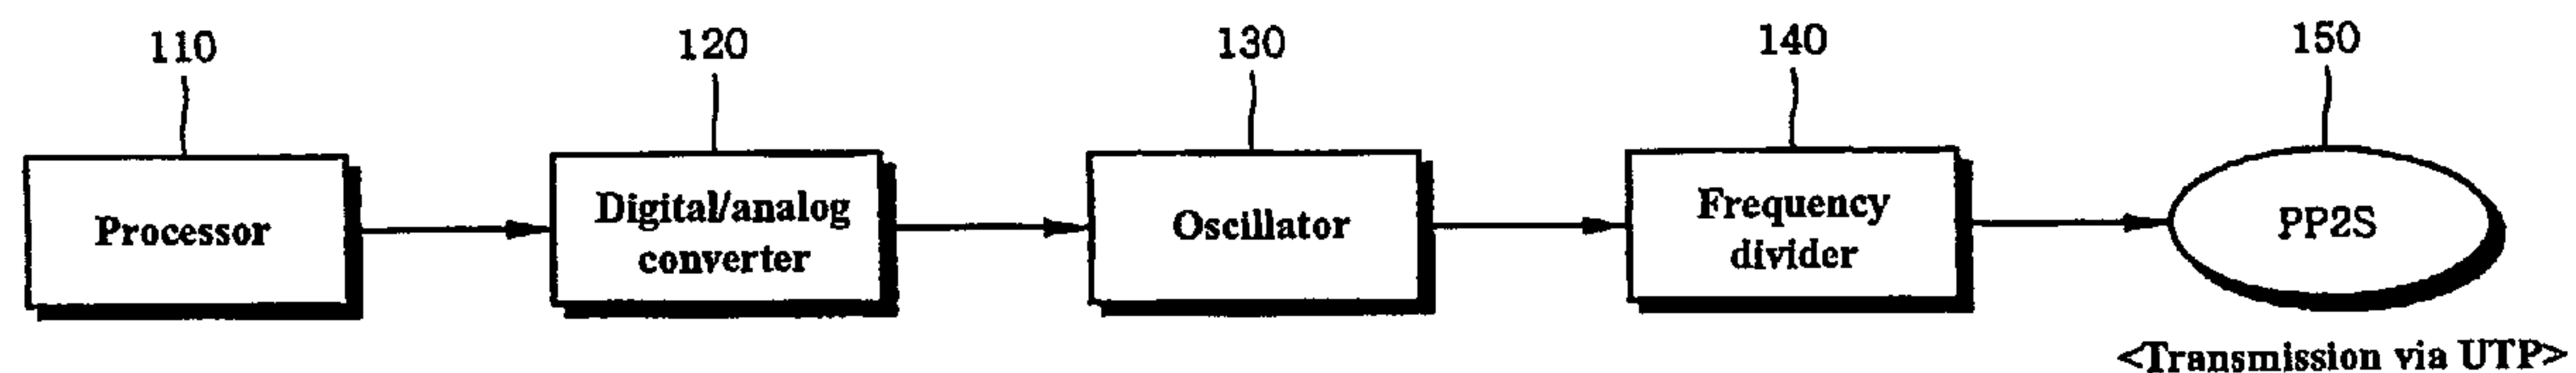 110
120
130
140
150
Processor
Digital/analog
converter
Oscillator
Frequency
divider
PP2S
<Transmission via UTP>